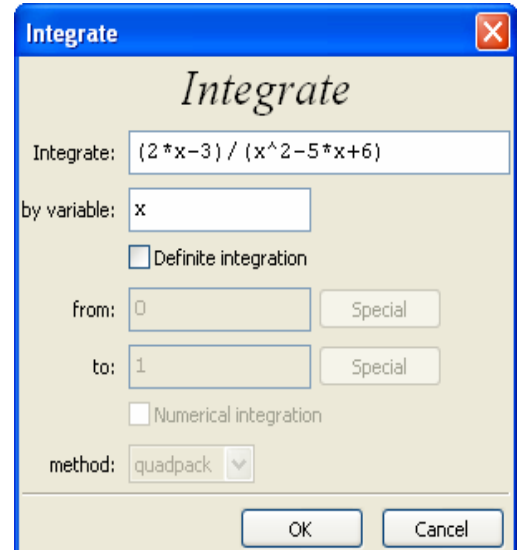 Integrate
Integrate
Integrate: (2*x-3)/(x^2-5*x+6)
by variable: x
Definite integration
from: 0 Special
to: 1 Special
Numerical integration
method: quadpack
OK Cancel